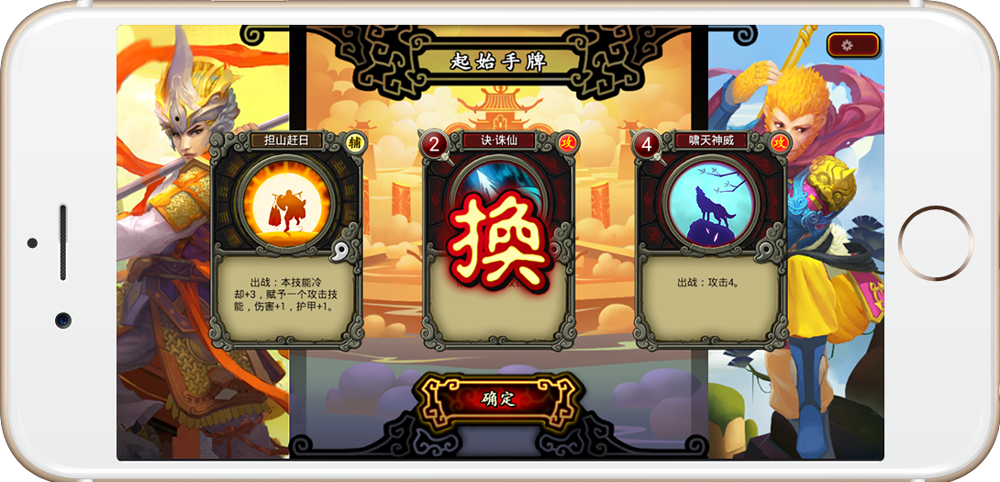 起始手牌
担山赶日
辅
出战：本技能冷
却+3，赋予一个攻击技
能，伤害+1，护甲+1。
2
诀·诛仙
攻
换
4
啸天神威
攻
出战：攻击4。
确定